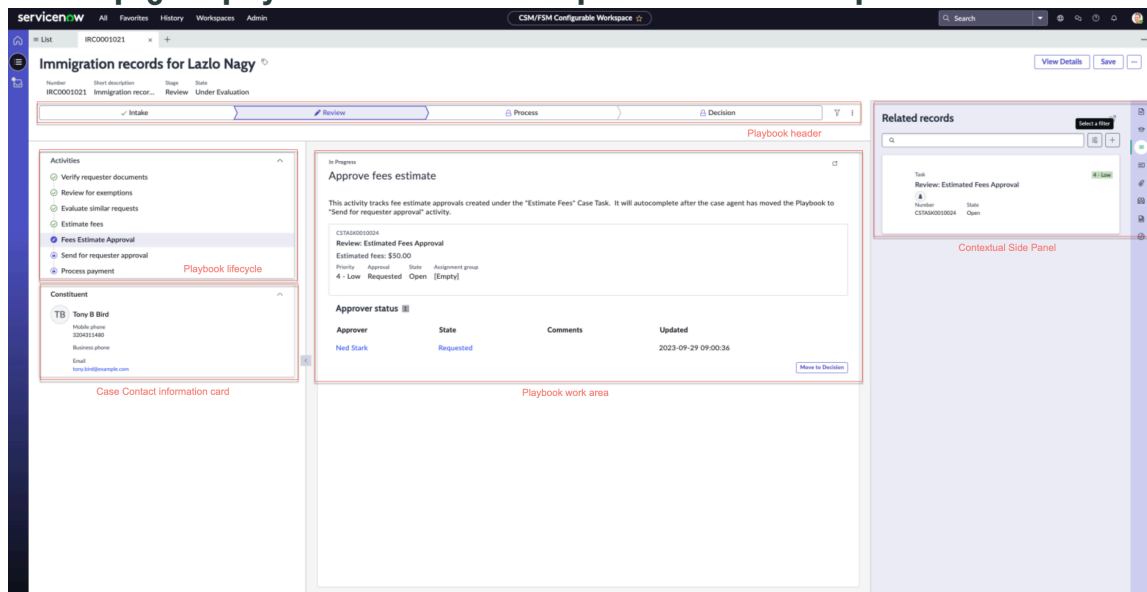 servicenow All Favorites History Workspaces Admin CSM/FSM Configurable Workspace Search
List IRC0001021
Immigration records for Lazlo Nagy View Details Save
Number Short description Stage State
IRC0001021 Immigration recor... Review Under Evaluation
Intake Review Process Decision
Playbook header
Related records
Select a filter
Task 4 - Low
Review: Estimated Fees Approval
Number State
CSTASK0010024 Open
Contextual Side Panel
Activities
Verify requester documents
Review for exemptions
Evaluate similar requests
Estimate fees
Fees Estimate Approval
Send for requester approval
Process payment
Playbook lifecycle
Constituent
TB Tony B Bird
Mobile phone
3204311480
Business phone
Email
tony.bird@example.com
Case Contact information card
In Progress
Approve fees estimate
This activity tracks fee estimate approvals created under the "Estimate Fees" Case Task. It will autocomplete after the case agent has moved the Playbook to
"Send for requester approval" activity.
CSTASK0010024
Review: Estimated Fees Approval
Estimated fees: $50.00
Priority Approval State Assignment group
4 - Low Requested Open [Empty]
Approver status 1
Approver State Comments Updated
Ned Stark Requested 2023-09-29 09:00:36
Move to Decision
Playbook work area